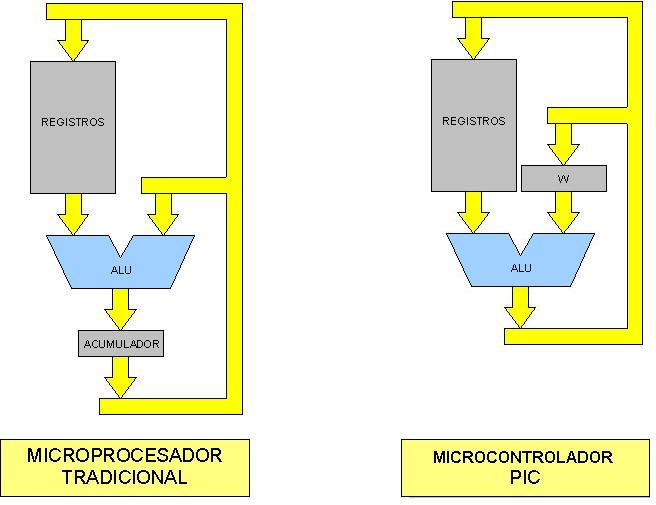 REGISTROS
ALU
ACUMULADOR
MICROPROCESADOR
TRADICIONAL
REGISTROS
W
ALU
MICROCONTROLADOR
PIC